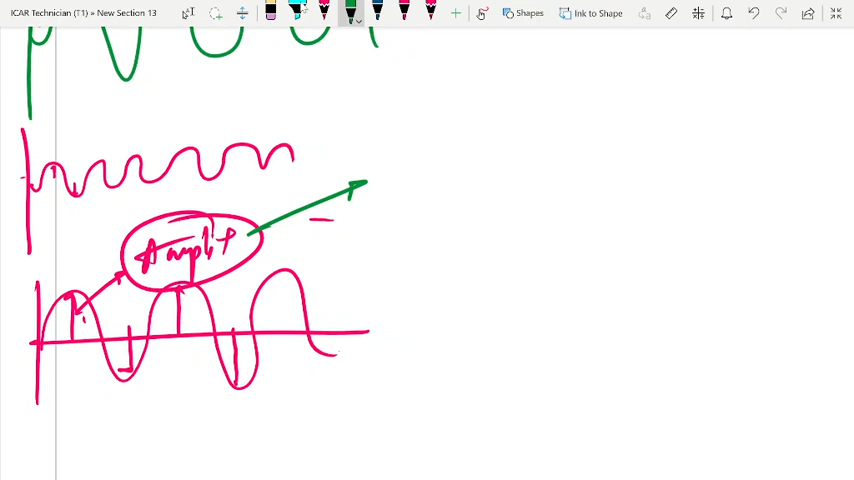 ICAR Technician (T1) » New Section 13
Shapes
Ink to Shape
Amplit